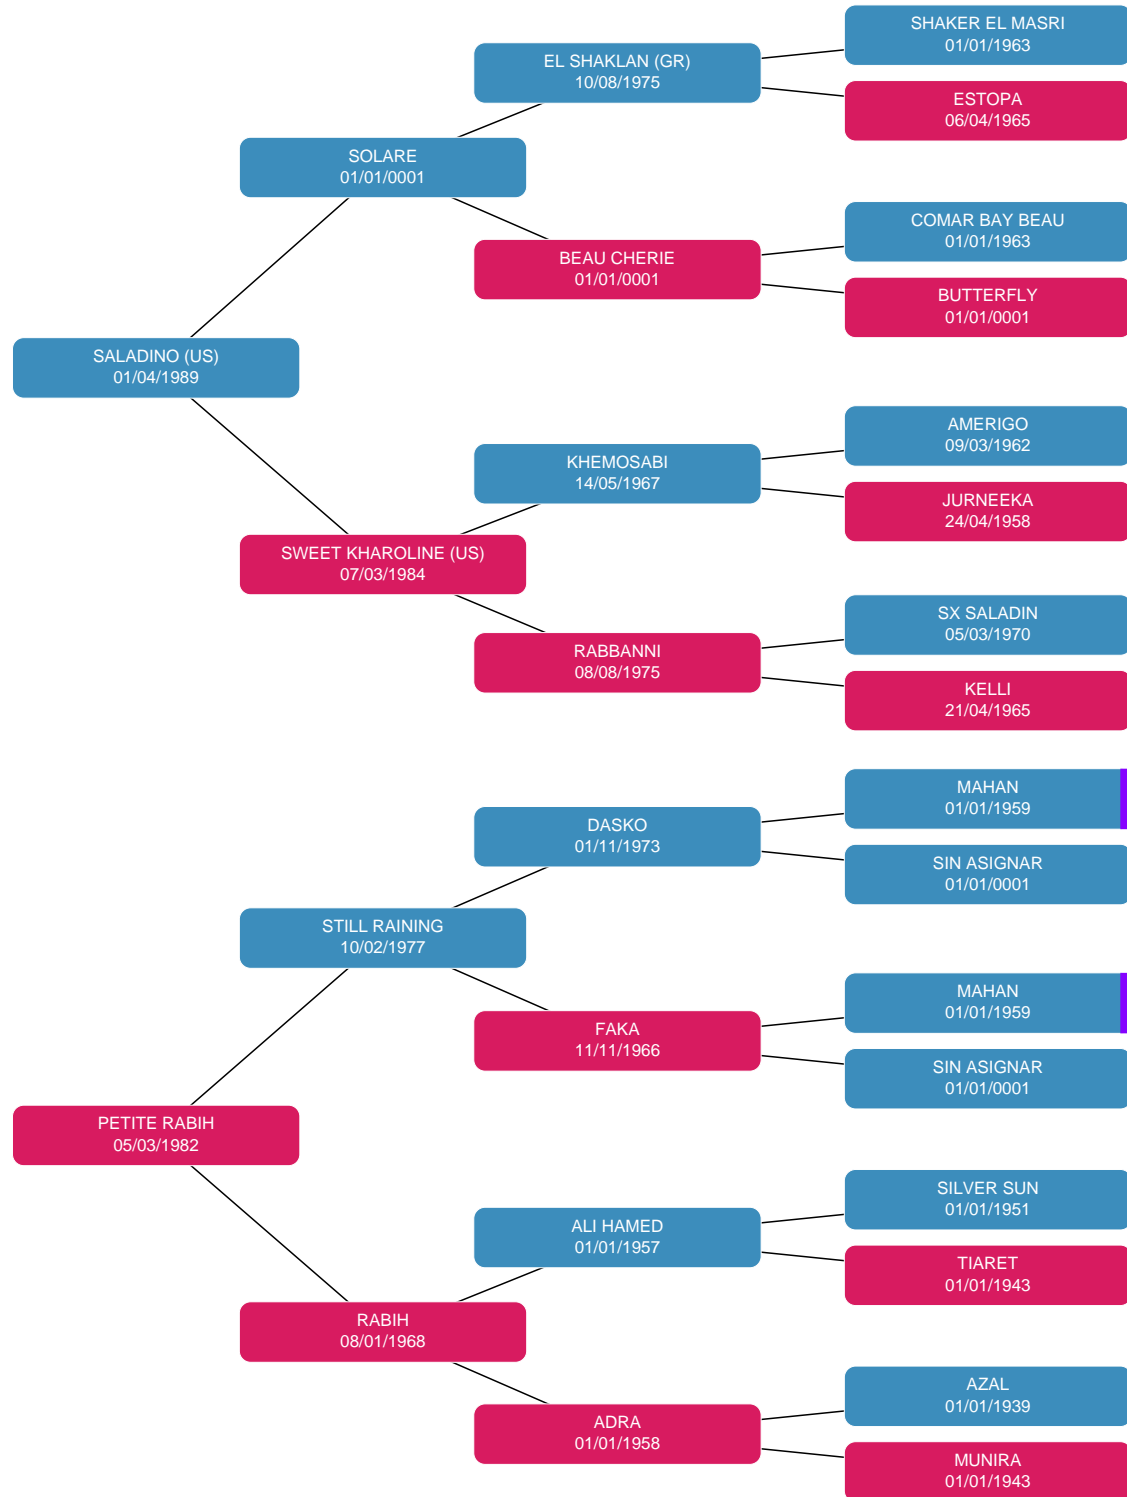 SHAKER EL MASRI
01/01/1963
EL SHAKLAN (GR)
10/08/1975
ESTOPA
06/04/1965
SOLARE
01/01/0001
COMAR BAY BEAU
01/01/1963
BEAU CHERIE
01/01/0001
BUTTERFLY
01/01/0001
SALADINO (US)
01/04/1989
AMERIGO
09/03/1962
KHEMOSABI
14/05/1967
JURNEEKA
24/04/1958
SWEET KHAROLINE (US)
07/03/1984
SX SALADIN
05/03/1970
RABBANNI
08/08/1975
KELLI
21/04/1965
MAHAN
01/01/1959
DASKO
01/11/1973
SIN ASIGNAR
01/01/0001
STILL RAINING
10/02/1977
MAHAN
01/01/1959
FAKA
11/11/1966
SIN ASIGNAR
01/01/0001
PETITE RABIH
05/03/1982
SILVER SUN
01/01/1951
ALI HAMED
01/01/1957
TIARET
01/01/1943
RABIH
08/01/1968
AZAL
01/01/1939
ADRA
01/01/1958
MUNIRA
01/01/1943